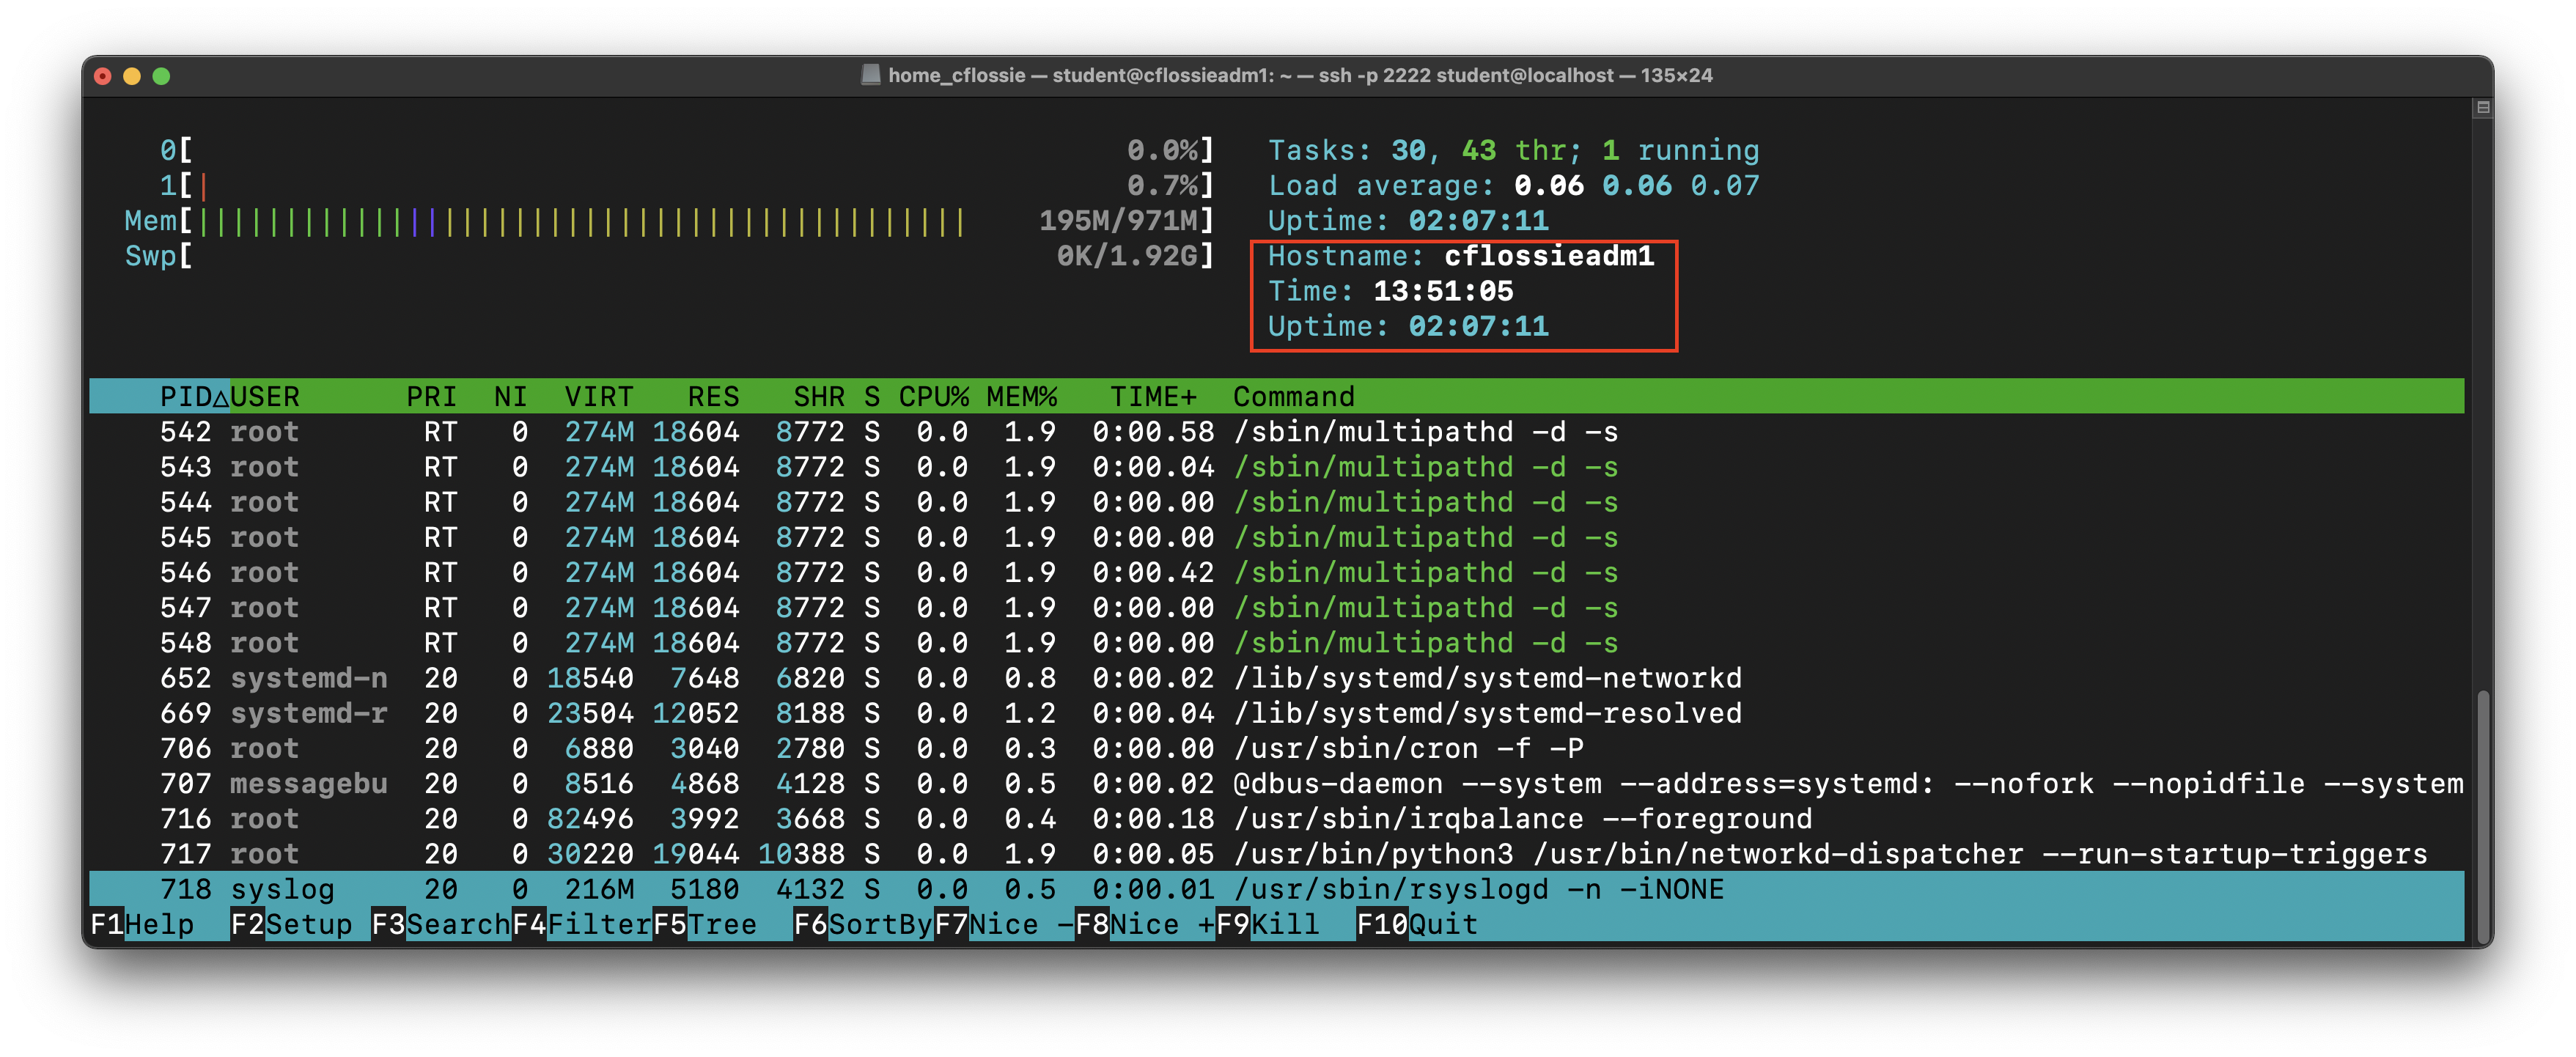 home_cflossie — student@cflossieadm1: ~ — ssh -p 2222 student@localhost — 135×24
0[ 0.0%] Tasks: 30, 43 thr; 1 running
1[| 0.7%] Load average: 0.06 0.06 0.07
Mem[||||||||||||||||||||||||||||||||||||||||||||195M/971M] Uptime: 02:07:11
Swp[ 0K/1.92G] Hostname: cflossieadm1
Time: 13:51:05
Uptime: 02:07:11
PID△USER PRI NI VIRT RES SHR S CPU% MEM% TIME+ Command
542 root RT 0 274M 18604 8772 S 0.0 1.9 0:00.58 /sbin/multipathd -d -s
543 root RT 0 274M 18604 8772 S 0.0 1.9 0:00.04 /sbin/multipathd -d -s
544 root RT 0 274M 18604 8772 S 0.0 1.9 0:00.00 /sbin/multipathd -d -s
545 root RT 0 274M 18604 8772 S 0.0 1.9 0:00.00 /sbin/multipathd -d -s
546 root RT 0 274M 18604 8772 S 0.0 1.9 0:00.42 /sbin/multipathd -d -s
547 root RT 0 274M 18604 8772 S 0.0 1.9 0:00.00 /sbin/multipathd -d -s
548 root RT 0 274M 18604 8772 S 0.0 1.9 0:00.00 /sbin/multipathd -d -s
652 systemd-n 20 0 18540 7648 6820 S 0.0 0.8 0:00.02 /lib/systemd/systemd-networkd
669 systemd-r 20 0 23504 12052 8188 S 0.0 1.2 0:00.04 /lib/systemd/systemd-resolved
706 root 20 0 6880 3040 2780 S 0.0 0.3 0:00.00 /usr/sbin/cron -f -P
707 messagebu 20 0 8516 4868 4128 S 0.0 0.5 0:00.02 @dbus-daemon --system --address=systemd: --nofork --nopidfile --system
716 root 20 0 82496 3992 3668 S 0.0 0.4 0:00.18 /usr/sbin/irqbalance --foreground
717 root 20 0 30220 19044 10388 S 0.0 1.9 0:00.05 /usr/bin/python3 /usr/bin/networkd-dispatcher --run-startup-triggers
718 syslog 20 0 216M 5180 4132 S 0.0 0.5 0:00.01 /usr/sbin/rsyslogd -n -iNONE
F1Help F2Setup F3SearchF4FilterF5Tree F6SortByF7Nice -F8Nice +F9Kill F10Quit